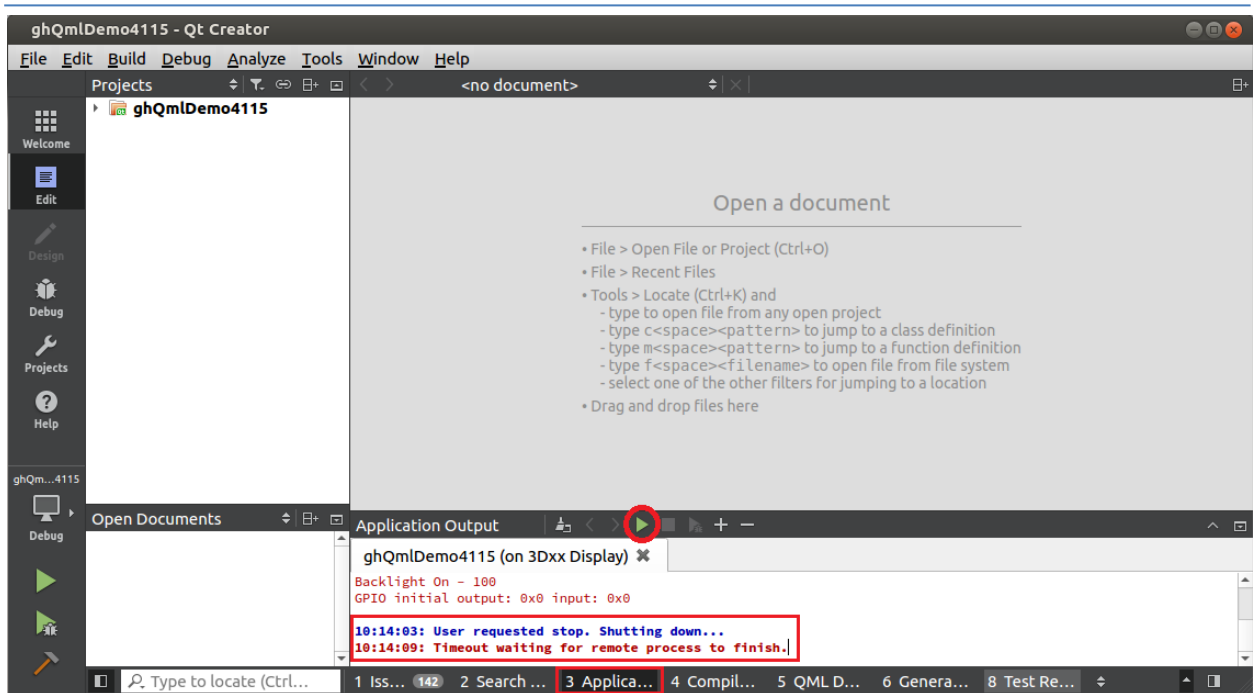 ghQmlDemo4115 - Qt Creator
File Edit Build Debug Analyze Tools Window Help
Projects
<no document>
ghQmlDemo4115
Welcome
Edit
Design
Debug
Projects
Help
ghQm...4115
Debug
Open a document
• File > Open File or Project (Ctrl+O)
• File > Recent Files
• Tools > Locate (Ctrl+K) and
- type to open file from any open project
- type c<space><pattern> to jump to a class definition
- type m<space><pattern> to jump to a function definition
- type f<space><filename> to open file from file system
- select one of the other filters for jumping to a location
• Drag and drop files here
Open Documents
Application Output
ghQmlDemo4115 (on 3Dxx Display)
Backlight On - 100
GPIO initial output: 0x0 input: 0x0
10:14:03: User requested stop. Shutting down...
10:14:09: Timeout waiting for remote process to finish.
Type to locate (Ctrl...
1 Iss... 142 2 Search ... 3 Applica... 4 Compil... 5 QML D... 6 Genera... 8 Test Re...